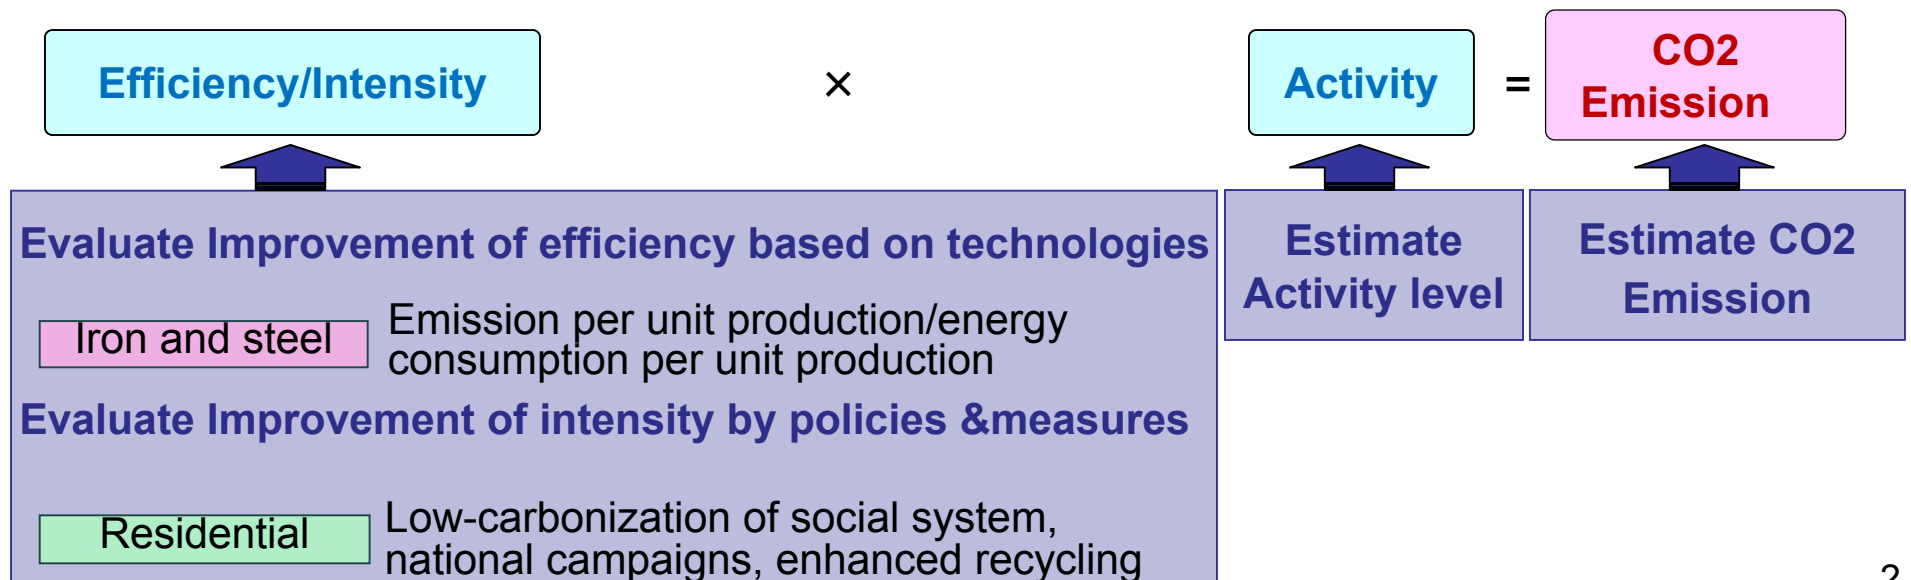 Efficiency/Intensity
×
Activity
=
CO2
Emission
Evaluate Improvement of efficiency based on technologies
Iron and steel
Emission per unit production/energy
consumption per unit production
Evaluate Improvement of intensity by policies &measures
Residential
Low-carbonization of social system,
national campaigns, enhanced recycling
Estimate
Activity level
Estimate CO2
Emission
2